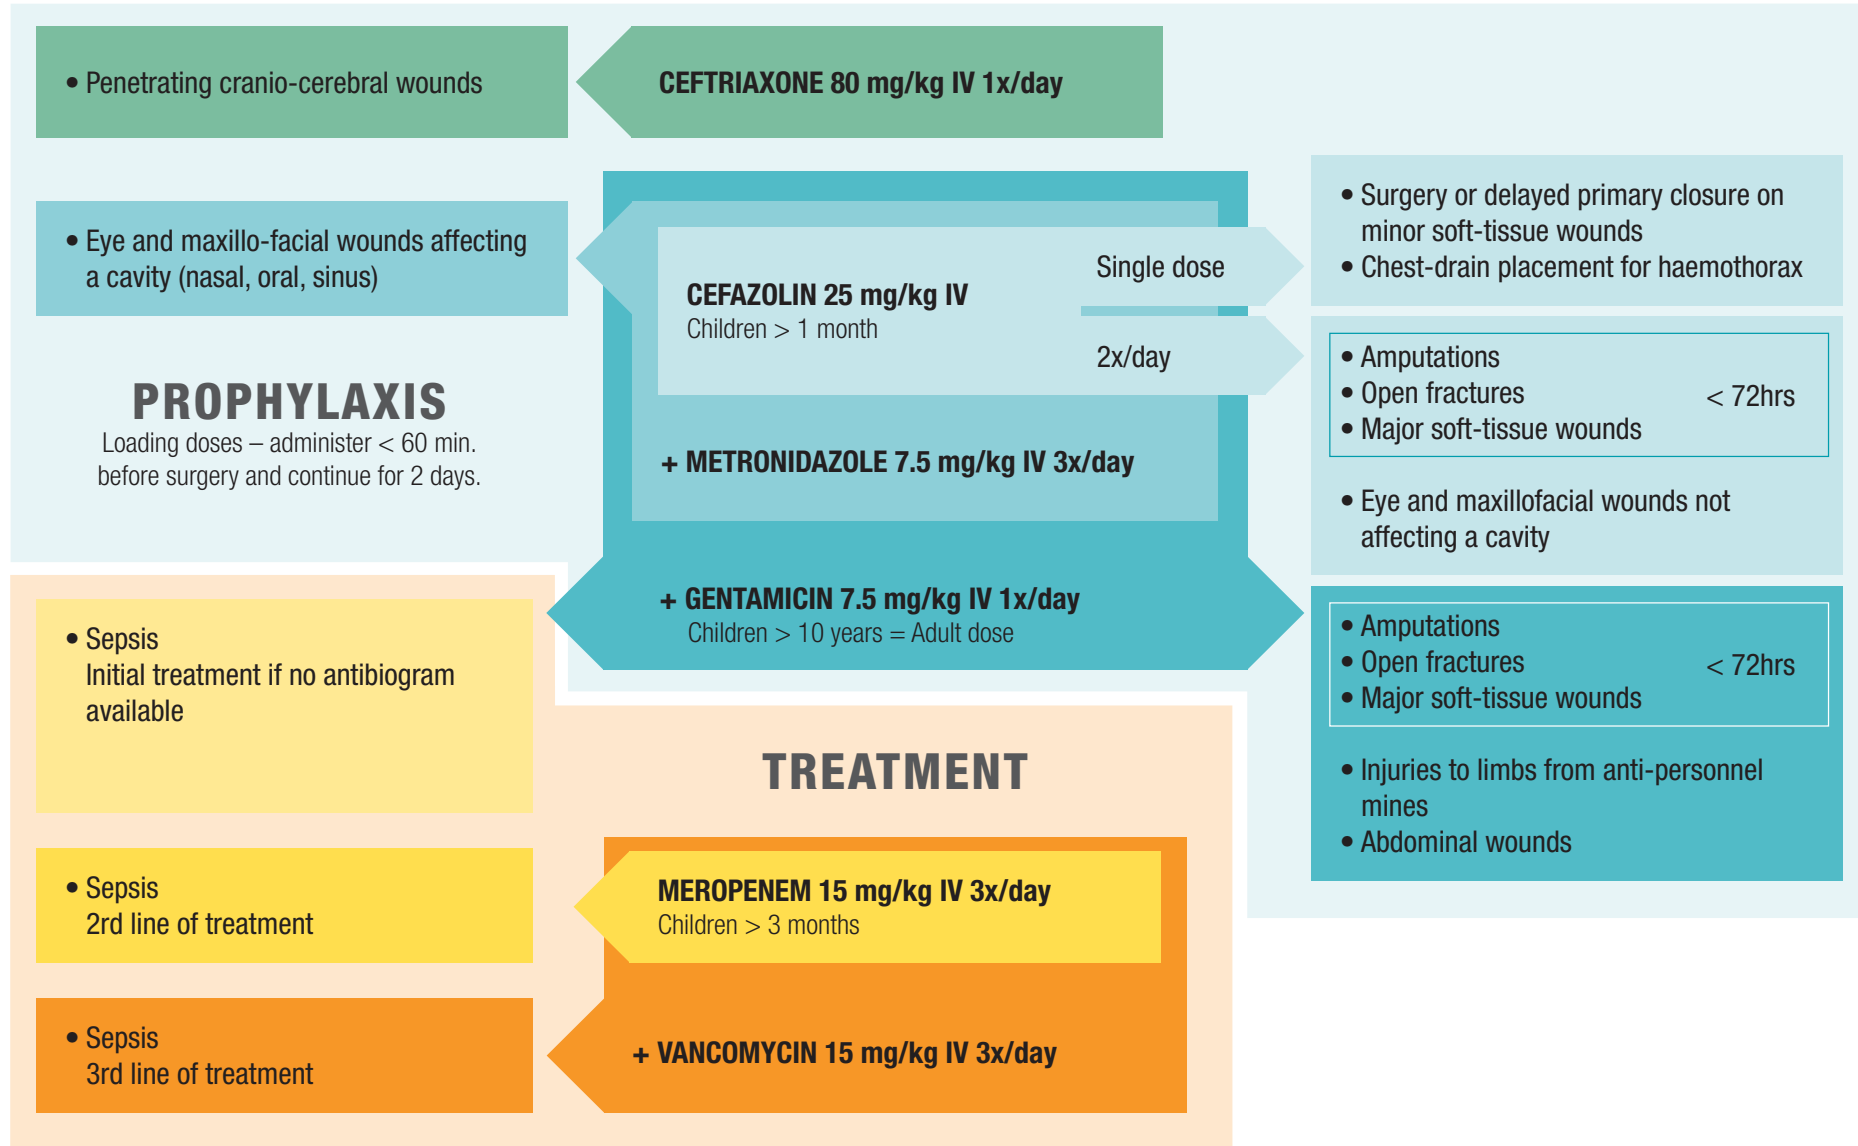 • Penetrating cranio-cerebral wounds
CEFTRIAXONE 80 mg/kg IV 1x/day
• Eye and maxillo-facial wounds affecting
a cavity (nasal, oral, sinus)
CEFAZOLIN 25 mg/kg IV
Children > 1 month
Single dose
2x/day
• Surgery or delayed primary closure on
minor soft-tissue wounds
• Chest-drain placement for haemothorax
• Amputations
• Open fractures
• Major soft-tissue wounds
< 72hrs
• Eye and maxillofacial wounds not
affecting a cavity
PROPHYLAXIS
Loading doses – administer < 60 min.
before surgery and continue for 2 days.
+ METRONIDAZOLE 7.5 mg/kg IV 3x/day
+ GENTAMICIN 7.5 mg/kg IV 1x/day
Children > 10 years = Adult dose
• Amputations
• Open fractures
• Major soft-tissue wounds
< 72hrs
• Injuries to limbs from anti-personnel
mines
• Abdominal wounds
• Sepsis
Initial treatment if no antibiogram
available
TREATMENT
• Sepsis
2rd line of treatment
MEROPENEM 15 mg/kg IV 3x/day
Children > 3 months
• Sepsis
3rd line of treatment
+ VANCOMYCIN 15 mg/kg IV 3x/day